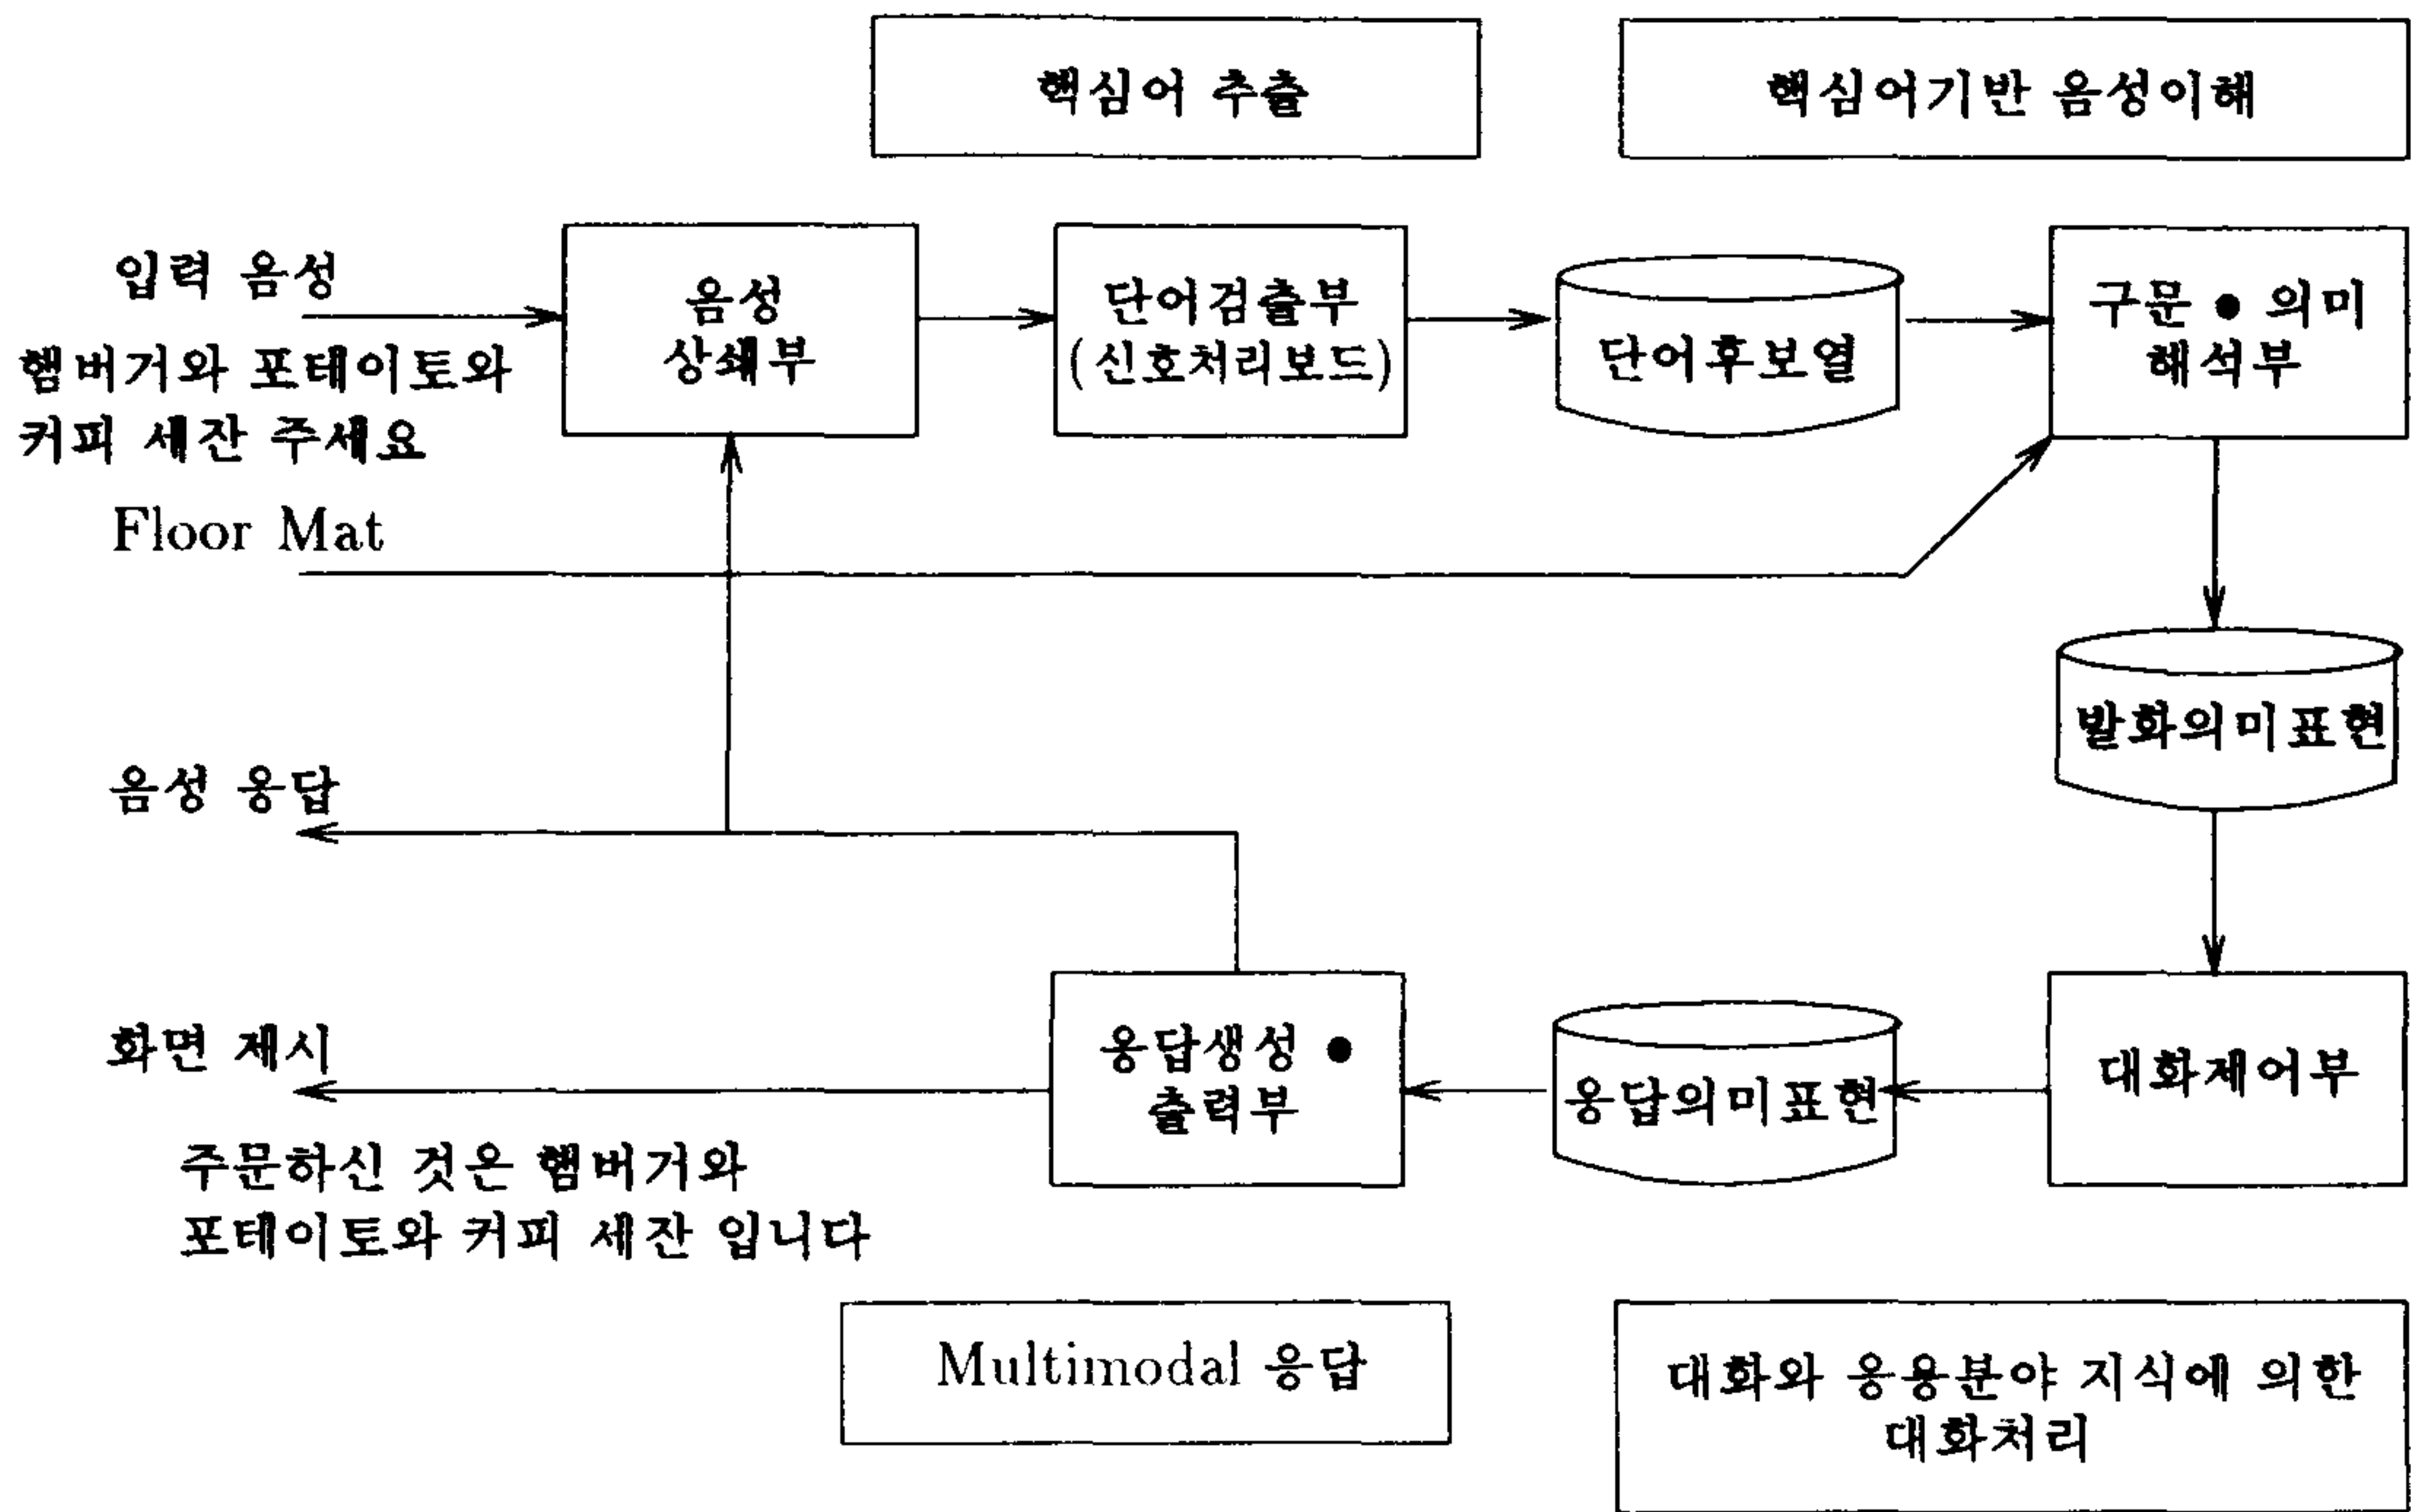 핵심어 추출
핵심어기반 음성이해
입력 음성
햄버거와 포테이토와
커피 세잔 주세요
음성
상쇄부
단어검출부
(신호처리보드)
단어후보열
구문 ● 의미
해석부
Floor Mat
발화의미표현
음성 응답
화면 제시
주문하신 것은 햄버거와
포테이토와 커피 세잔 입니다
응답생성 ●
출력부
응답의미표현
대화제어부
Multimodal 응답
대화와 응용분야 지식에 의한
대화처리